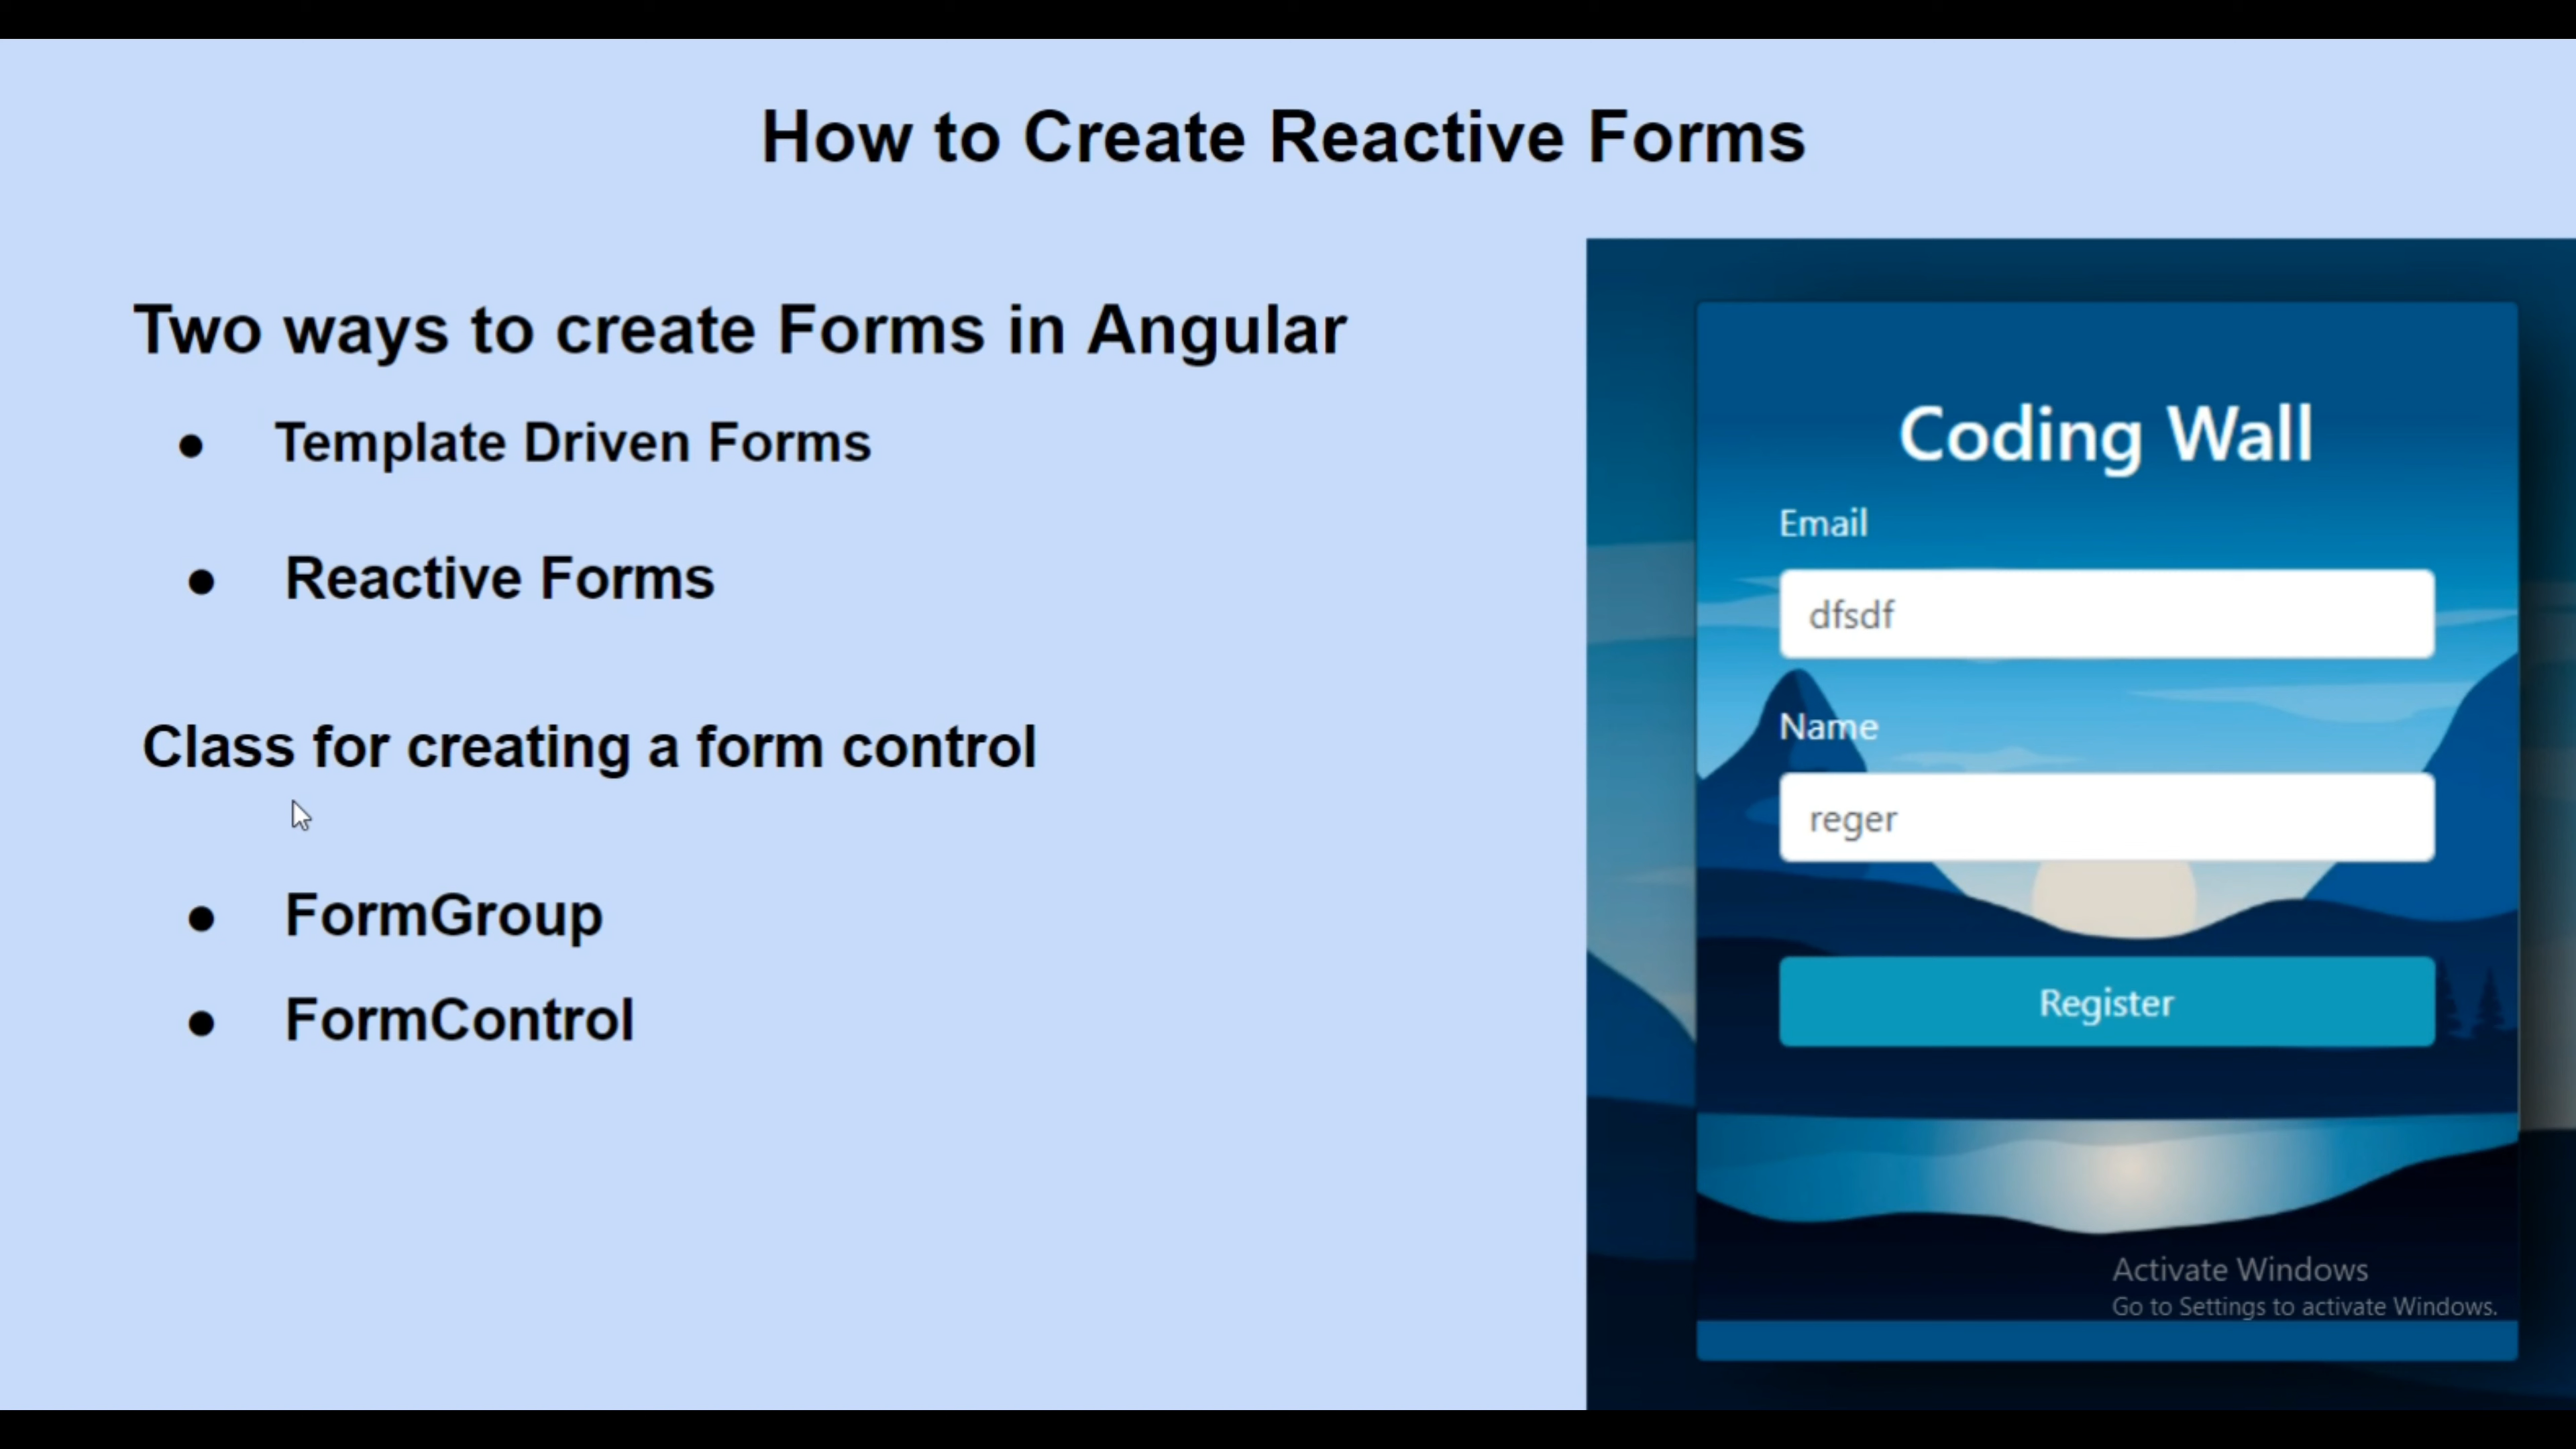 How to Create Reactive Forms
Two ways to create Forms in Angular
● Template Driven Forms
● Reactive Forms
Class for creating a form control
● FormGroup
● FormControl
Coding Wall
Email
dfsdf
Name
reger
Register
Activate Windows
Go to Settings to activate Windows.